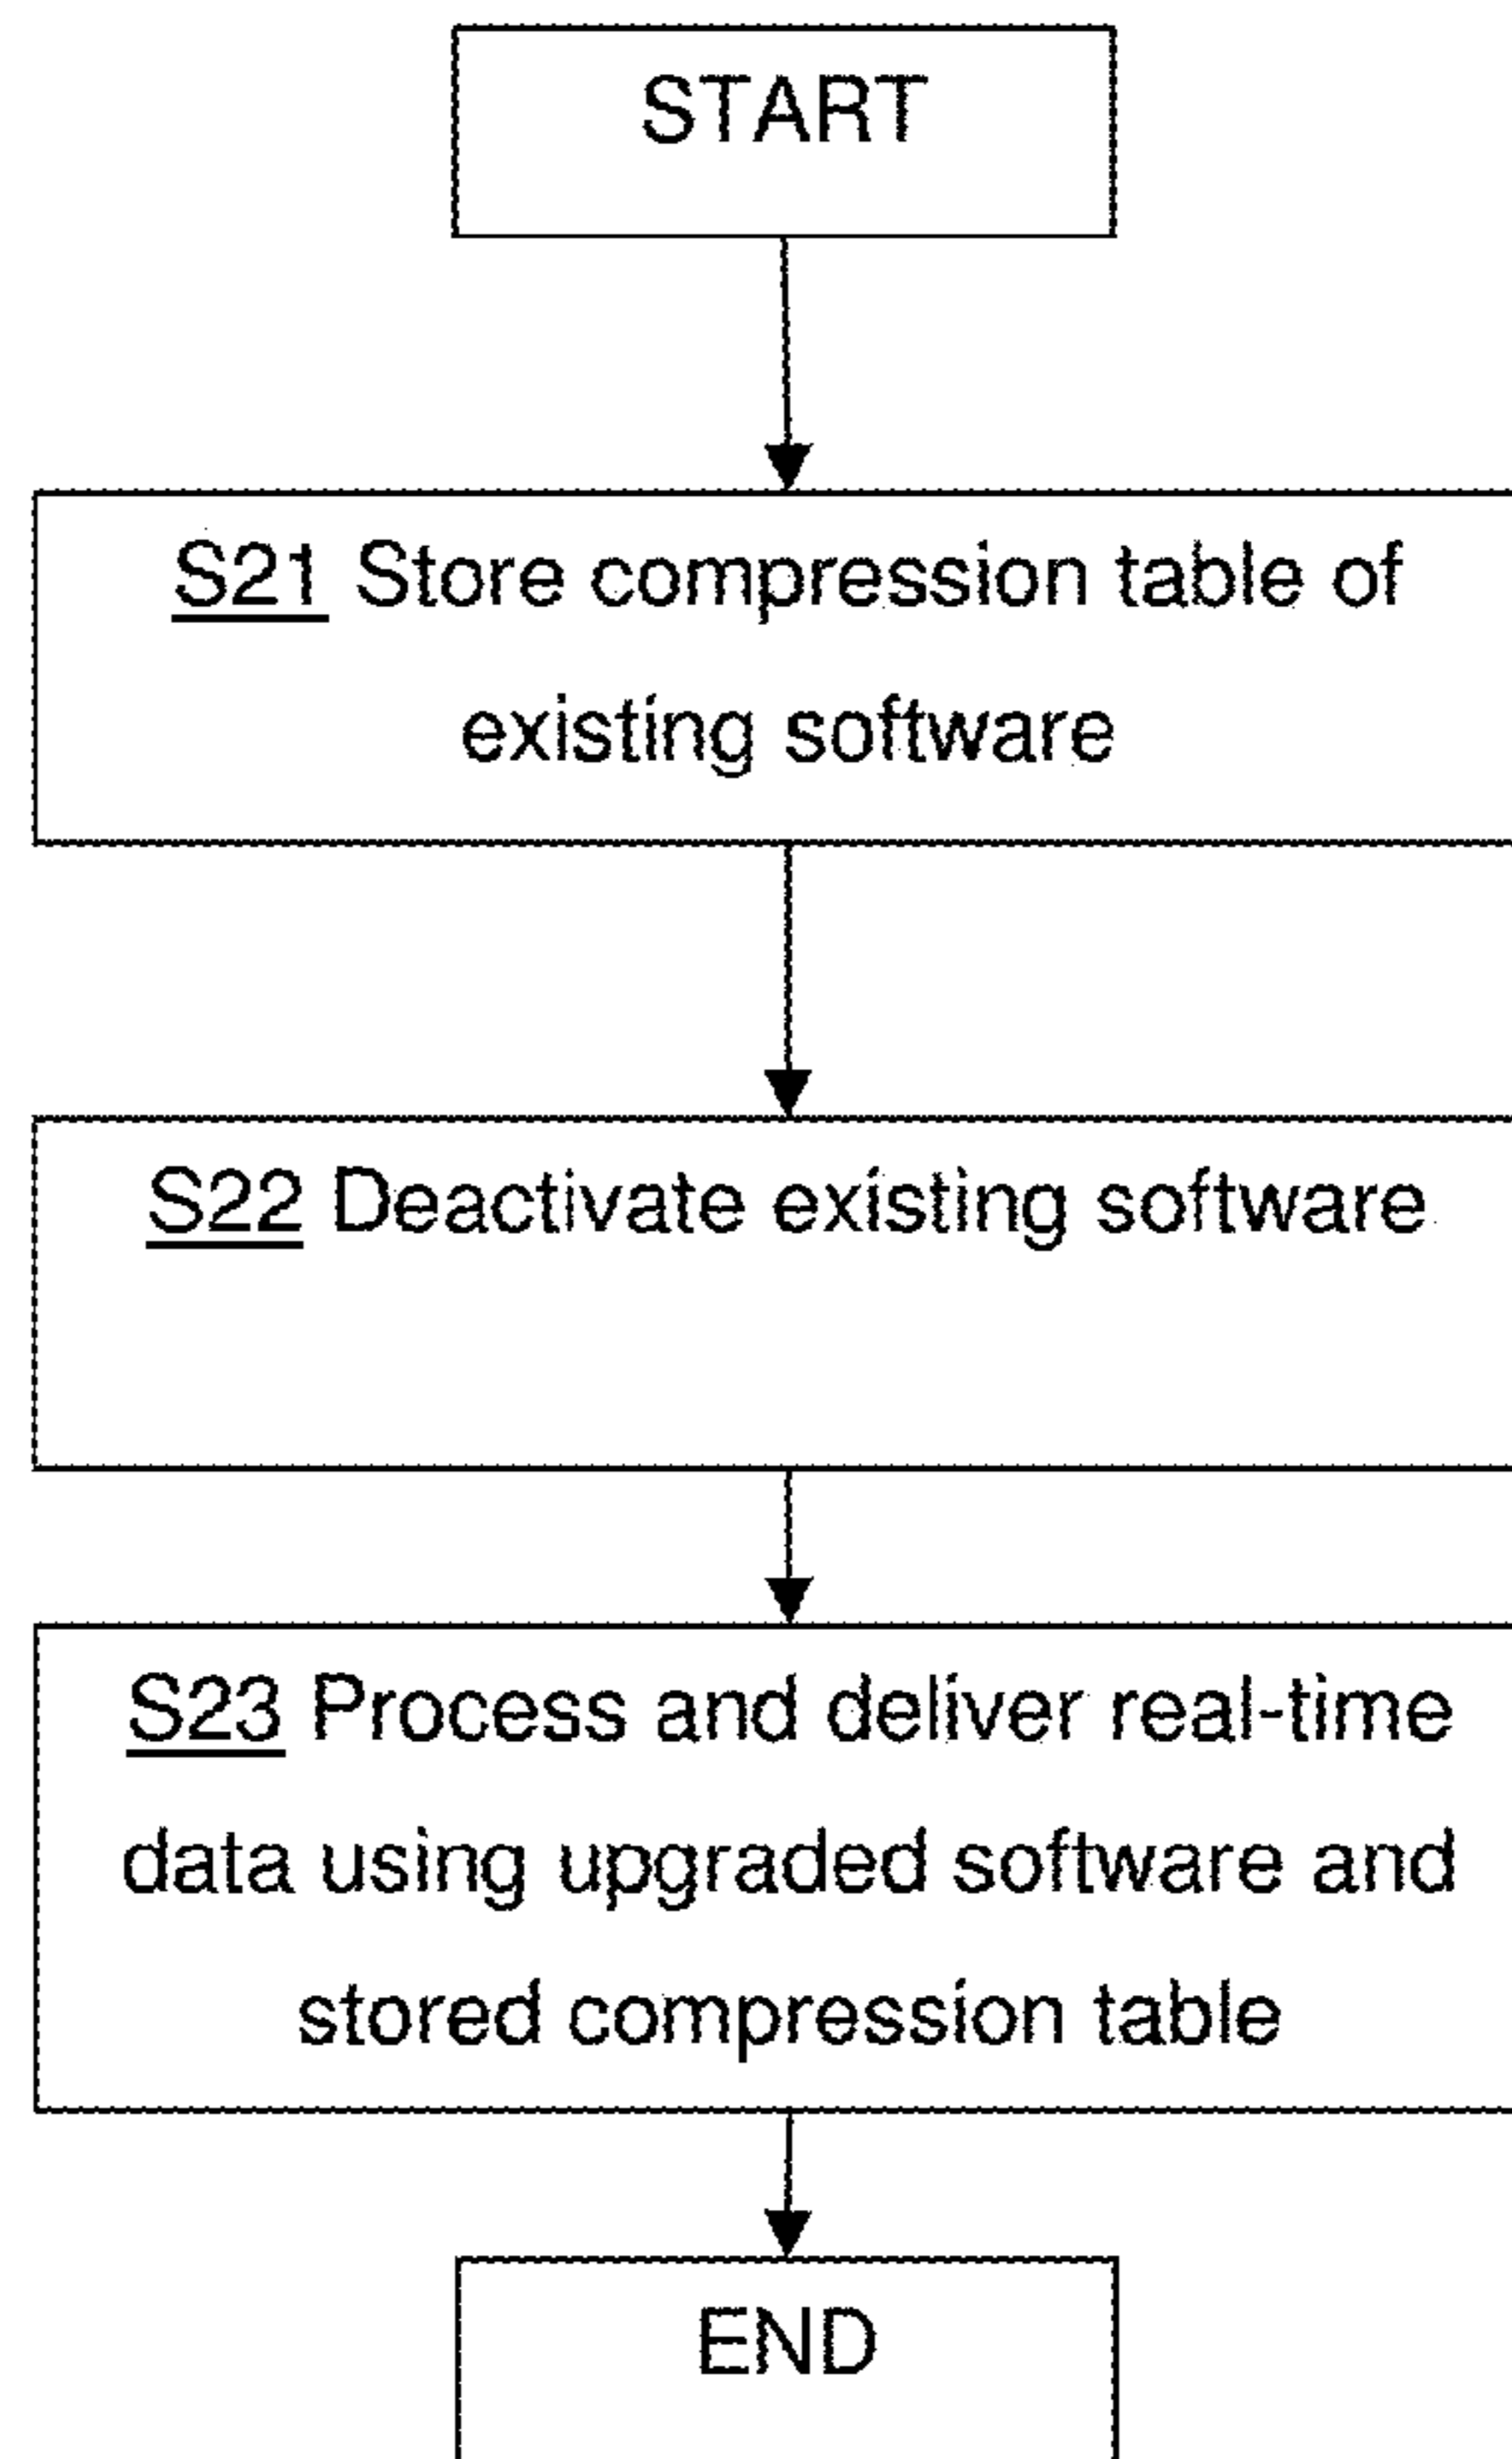 START
S21 Store compression table of
existing software
S22 Deactivate existing software
S23 Process and deliver real-time
data using upgraded software and
stored compression table
END